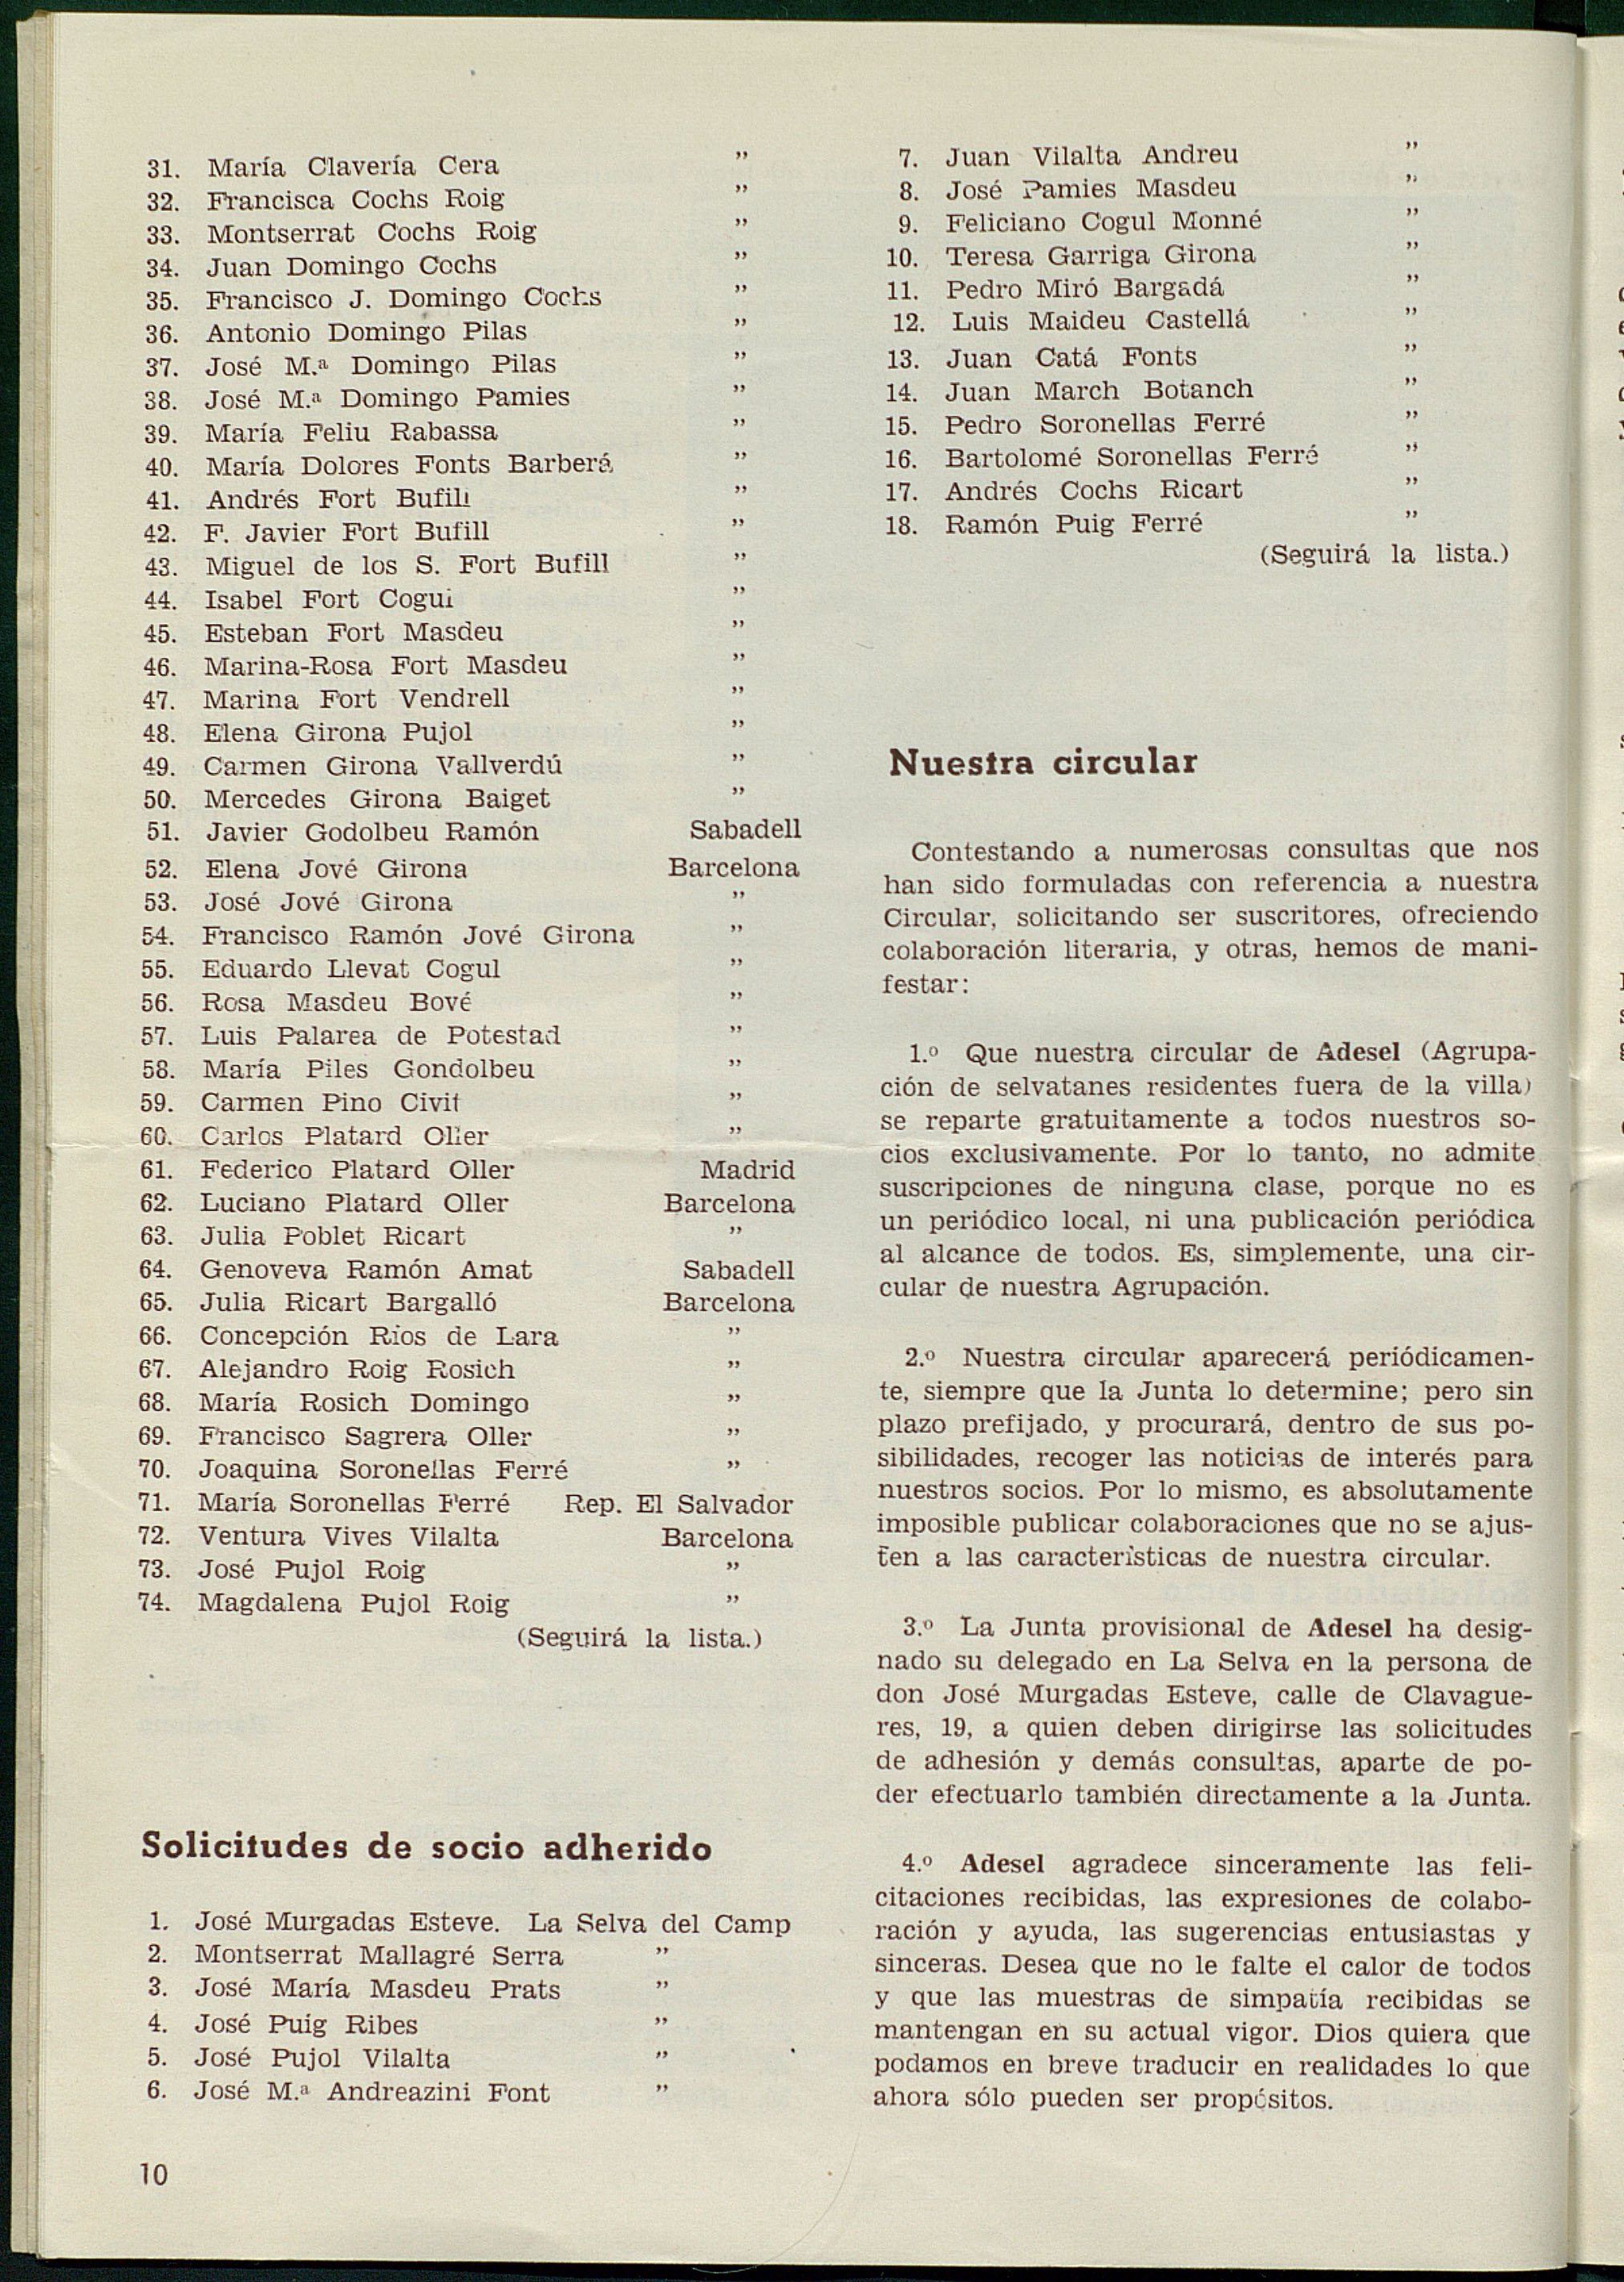 31. María Clavería Cera ”
32. Francisca Cochs Roig ”
33. Montserrat Cochs Roig ”
34. Juan Domingo Cochs ”
35. Francisco J. Domingo Cochs ”
36. Antonio Domingo Pilas ”
37. José M.ª Domingo Pilas ”
38. José M.ª Domingo Pamies ”
39. María Feliu Rabassa ”
40. María Dolores Fonts Barberá ”
41. Andrés Fort Bufill ”
42. F. Javier Fort Bufill ”
43. Miguel de los S. Fort Bufill ”
44. Isabel Fort Cogul ”
45. Esteban Fort Masdeu ”
46. Marina-Rosa Fort Masdeu ”
47. Marina Fort Vendrell ”
48. Elena Girona Pujol ”
49. Carmen Girona Vallverdú ”
50. Mercedes Girona Baiget ”
51. Javier Godolbeu Ramón Sabadell
52. Elena Jové Girona Barcelona
53. José Jové Girona ”
54. Francisco Ramón Jové Girona ”
55. Eduardo Llevat Cogul ”
56. Rosa Masdeu Bové ”
57. Luis Palarea de Potestad ”
58. María Piles Gondolbeu ”
59. Carmen Pino Civit ”
60. Carlos Platard Oller ”
61. Federico Platard Oller Madrid
62. Luciano Platard Oller Barcelona
63. Julia Poblet Ricart ”
64. Genoveva Ramón Amat Sabadell
65. Julia Ricart Bargalló Barcelona
66. Concepción Rios de Lara ”
67. Alejandro Roig Rosich ”
68. María Rosich Domingo ”
69. Francisco Sagrera Oller ”
70. Joaquina Soronellas Ferré ”
71. María Soronellas Ferré Rep. El Salvador
72. Ventura Vives Vilalta Barcelona
73. José Pujol Roig ”
74. Magdalena Pujol Roig ”
(Seguirá la lista.)
Solicitudes de socio adherido
1. José Murgadas Esteve. La Selva del Camp
2. Montserrat Mallagré Serra ”
3. José María Masdeu Prats ”
4. José Puig Ribes ”
5. José Pujol Vilalta ”
6. José M.ª Andreazini Font ”
10
7. Juan Vilalta Andreu ”
8. José Pamies Masdeu ”
9. Feliciano Cogul Monné ”
10. Teresa Garriga Girona ”
11. Pedro Miró Bargadá ”
12. Luis Maideu Castellá ”
13. Juan Catá Fonts ”
14. Juan March Botanch ”
15. Pedro Soronellas Ferré ”
16. Bartolomé Soronellas Ferré ”
17. Andrés Cochs Ricart ”
18. Ramón Puig Ferré ”
(Seguirá la lista.)
Nuestra circular
Contestando a numerosas consultas que nos
han sido formuladas con referencia a nuestra
Circular, solicitando ser suscritores, ofreciendo
colaboración literaria, y otras, hemos de mani-
festar:
1.º Que nuestra circular de Adesel (Agrupa-
ción de selvatanes residentes fuera de la villa)
se reparte gratuitamente a todos nuestros so-
cios exclusivamente. Por lo tanto, no admite
suscripciones de ninguna clase, porque no es
un periódico local, ni una publicación periódica
al alcance de todos. Es, simplemente, una cir-
cular de nuestra Agrupación.
2.º Nuestra circular aparecerá periódicamen-
te, siempre que la Junta lo determine; pero sin
plazo prefijado, y procurará, dentro de sus po-
sibilidades, recoger las noticias de interés para
nuestros socios. Por lo mismo, es absolutamente
imposible publicar colaboraciones que no se ajus-
ten a las características de nuestra circular.
3.º La Junta provisional de Adesel ha desig-
nado su delegado en La Selva en la persona de
don José Murgadas Esteve, calle de Clavague-
res, 19, a quien deben dirigirse las solicitudes
de adhesión y demás consultas, aparte de po-
der efectuarlo también directamente a la Junta.
4.º Adesel agradece sinceramente las feli-
citaciones recibidas, las expresiones de colabo-
ración y ayuda, las sugerencias entusiastas y
sinceras. Desea que no le falte el calor de todos
y que las muestras de simpatía recibidas se
mantengan en su actual vigor. Dios quiera que
podamos en breve traducir en realidades lo que
ahora sólo pueden ser propósitos.